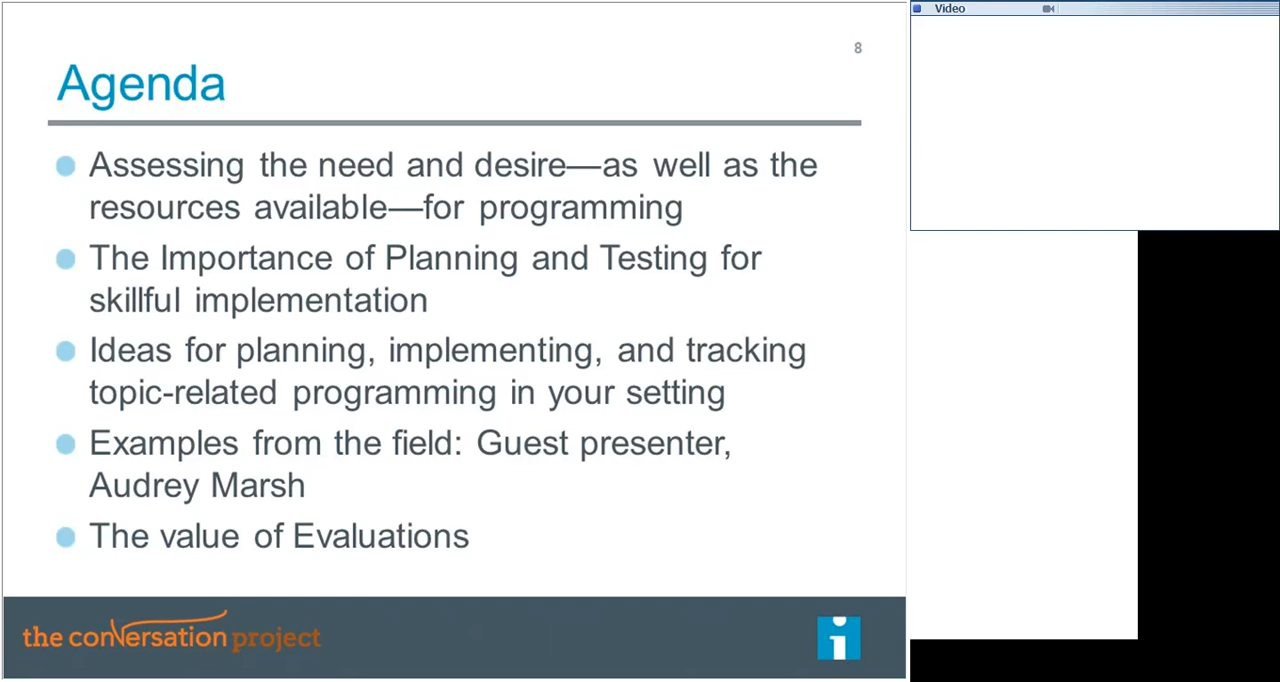 8
Agenda
Assessing the need and desire—as well as the
resources available—for programming
The Importance of Planning and Testing for
skillful implementation
Ideas for planning, implementing, and tracking
topic-related programming in your setting
Examples from the field: Guest presenter,
Audrey Marsh
The value of Evaluations
the conversation project
i
Video